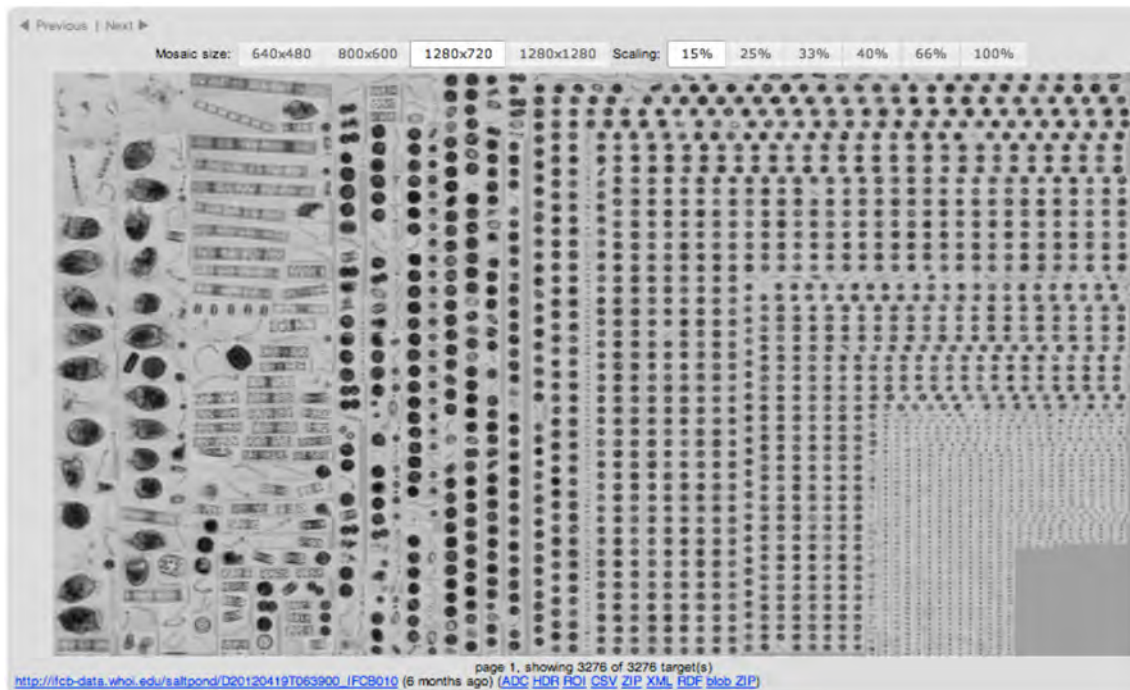 ◀ Previous | Next ▶
Mosaic size: 640x480 800x600 1280x720 1280x1280 Scaling: 15% 25% 33% 40% 66% 100%
page 1, showing 3276 of 3276 target(s)
http://ifcb-data.whoi.edu/saltpond/D20120419T063900_IFCB010 (6 months ago) (ADC HDR ROI CSV ZIP XML RDF blob ZIP)